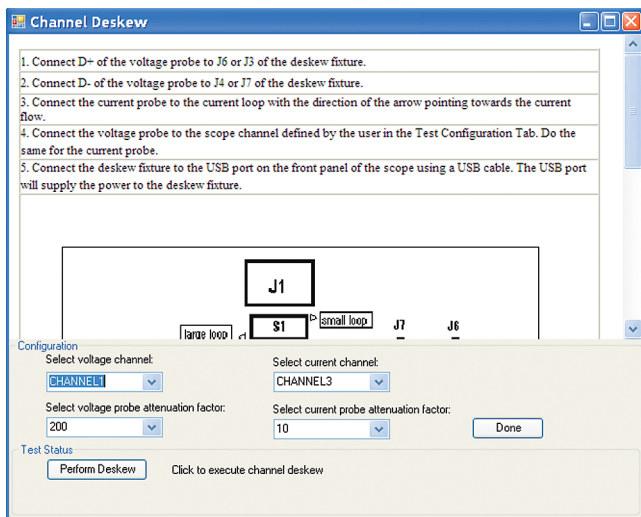 Channel Deskew
1. Connect D+ of the voltage probe to J6 or J3 of the deskew fixture.
2. Connect D- of the voltage probe to J4 or J7 of the deskew fixture.
3. Connect the current probe to the current loop with the direction of the arrow pointing towards the current
flow.
4. Connect the voltage probe to the scope channel defined by the user in the Test Configuration Tab. Do the
same for the current probe.
5. Connect the deskew fixture to the USB port on the front panel of the scope using a USB cable. The USB port
will supply the power to the deskew fixture.
J1
large loop S1 small loop J7 J6
Configuration
Select voltage channel: Select current channel:
CHANNEL1 CHANNEL3
Select voltage probe attenuation factor: Select current probe attenuation factor:
200 10 Done
Test Status
Perform Deskew Click to execute channel deskew